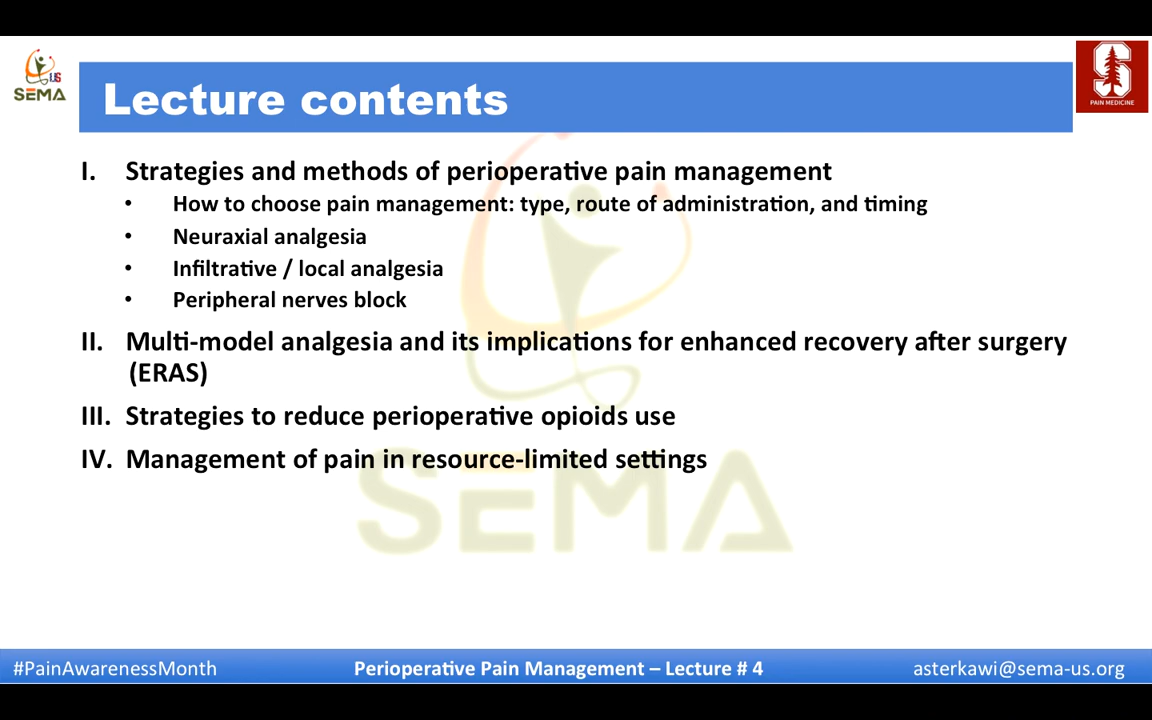 US
SEMA
Lecture contents
S
PAIN MEDICINE
I. Strategies and methods of perioperative pain management
• How to choose pain management: type, route of administration, and timing
• Neuraxial analgesia
• Infiltrative / local analgesia
• Peripheral nerves block
II. Multi-model analgesia and its implications for enhanced recovery after surgery
(ERAS)
III. Strategies to reduce perioperative opioids use
IV. Management of pain in resource-limited settings
SEMA
#PainAwarenessMonth
Perioperative Pain Management – Lecture # 4
asterkawi@sema-us.org